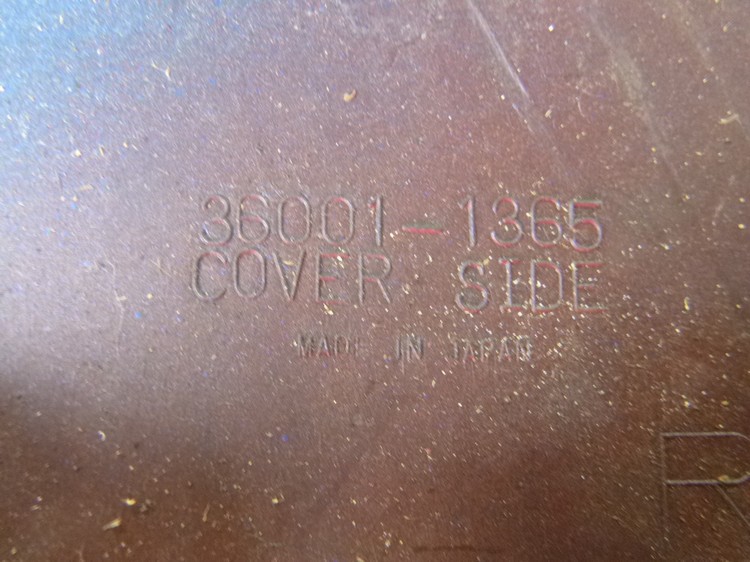 36001-1365
COVER SIDE
MADE IN JAPAN
R